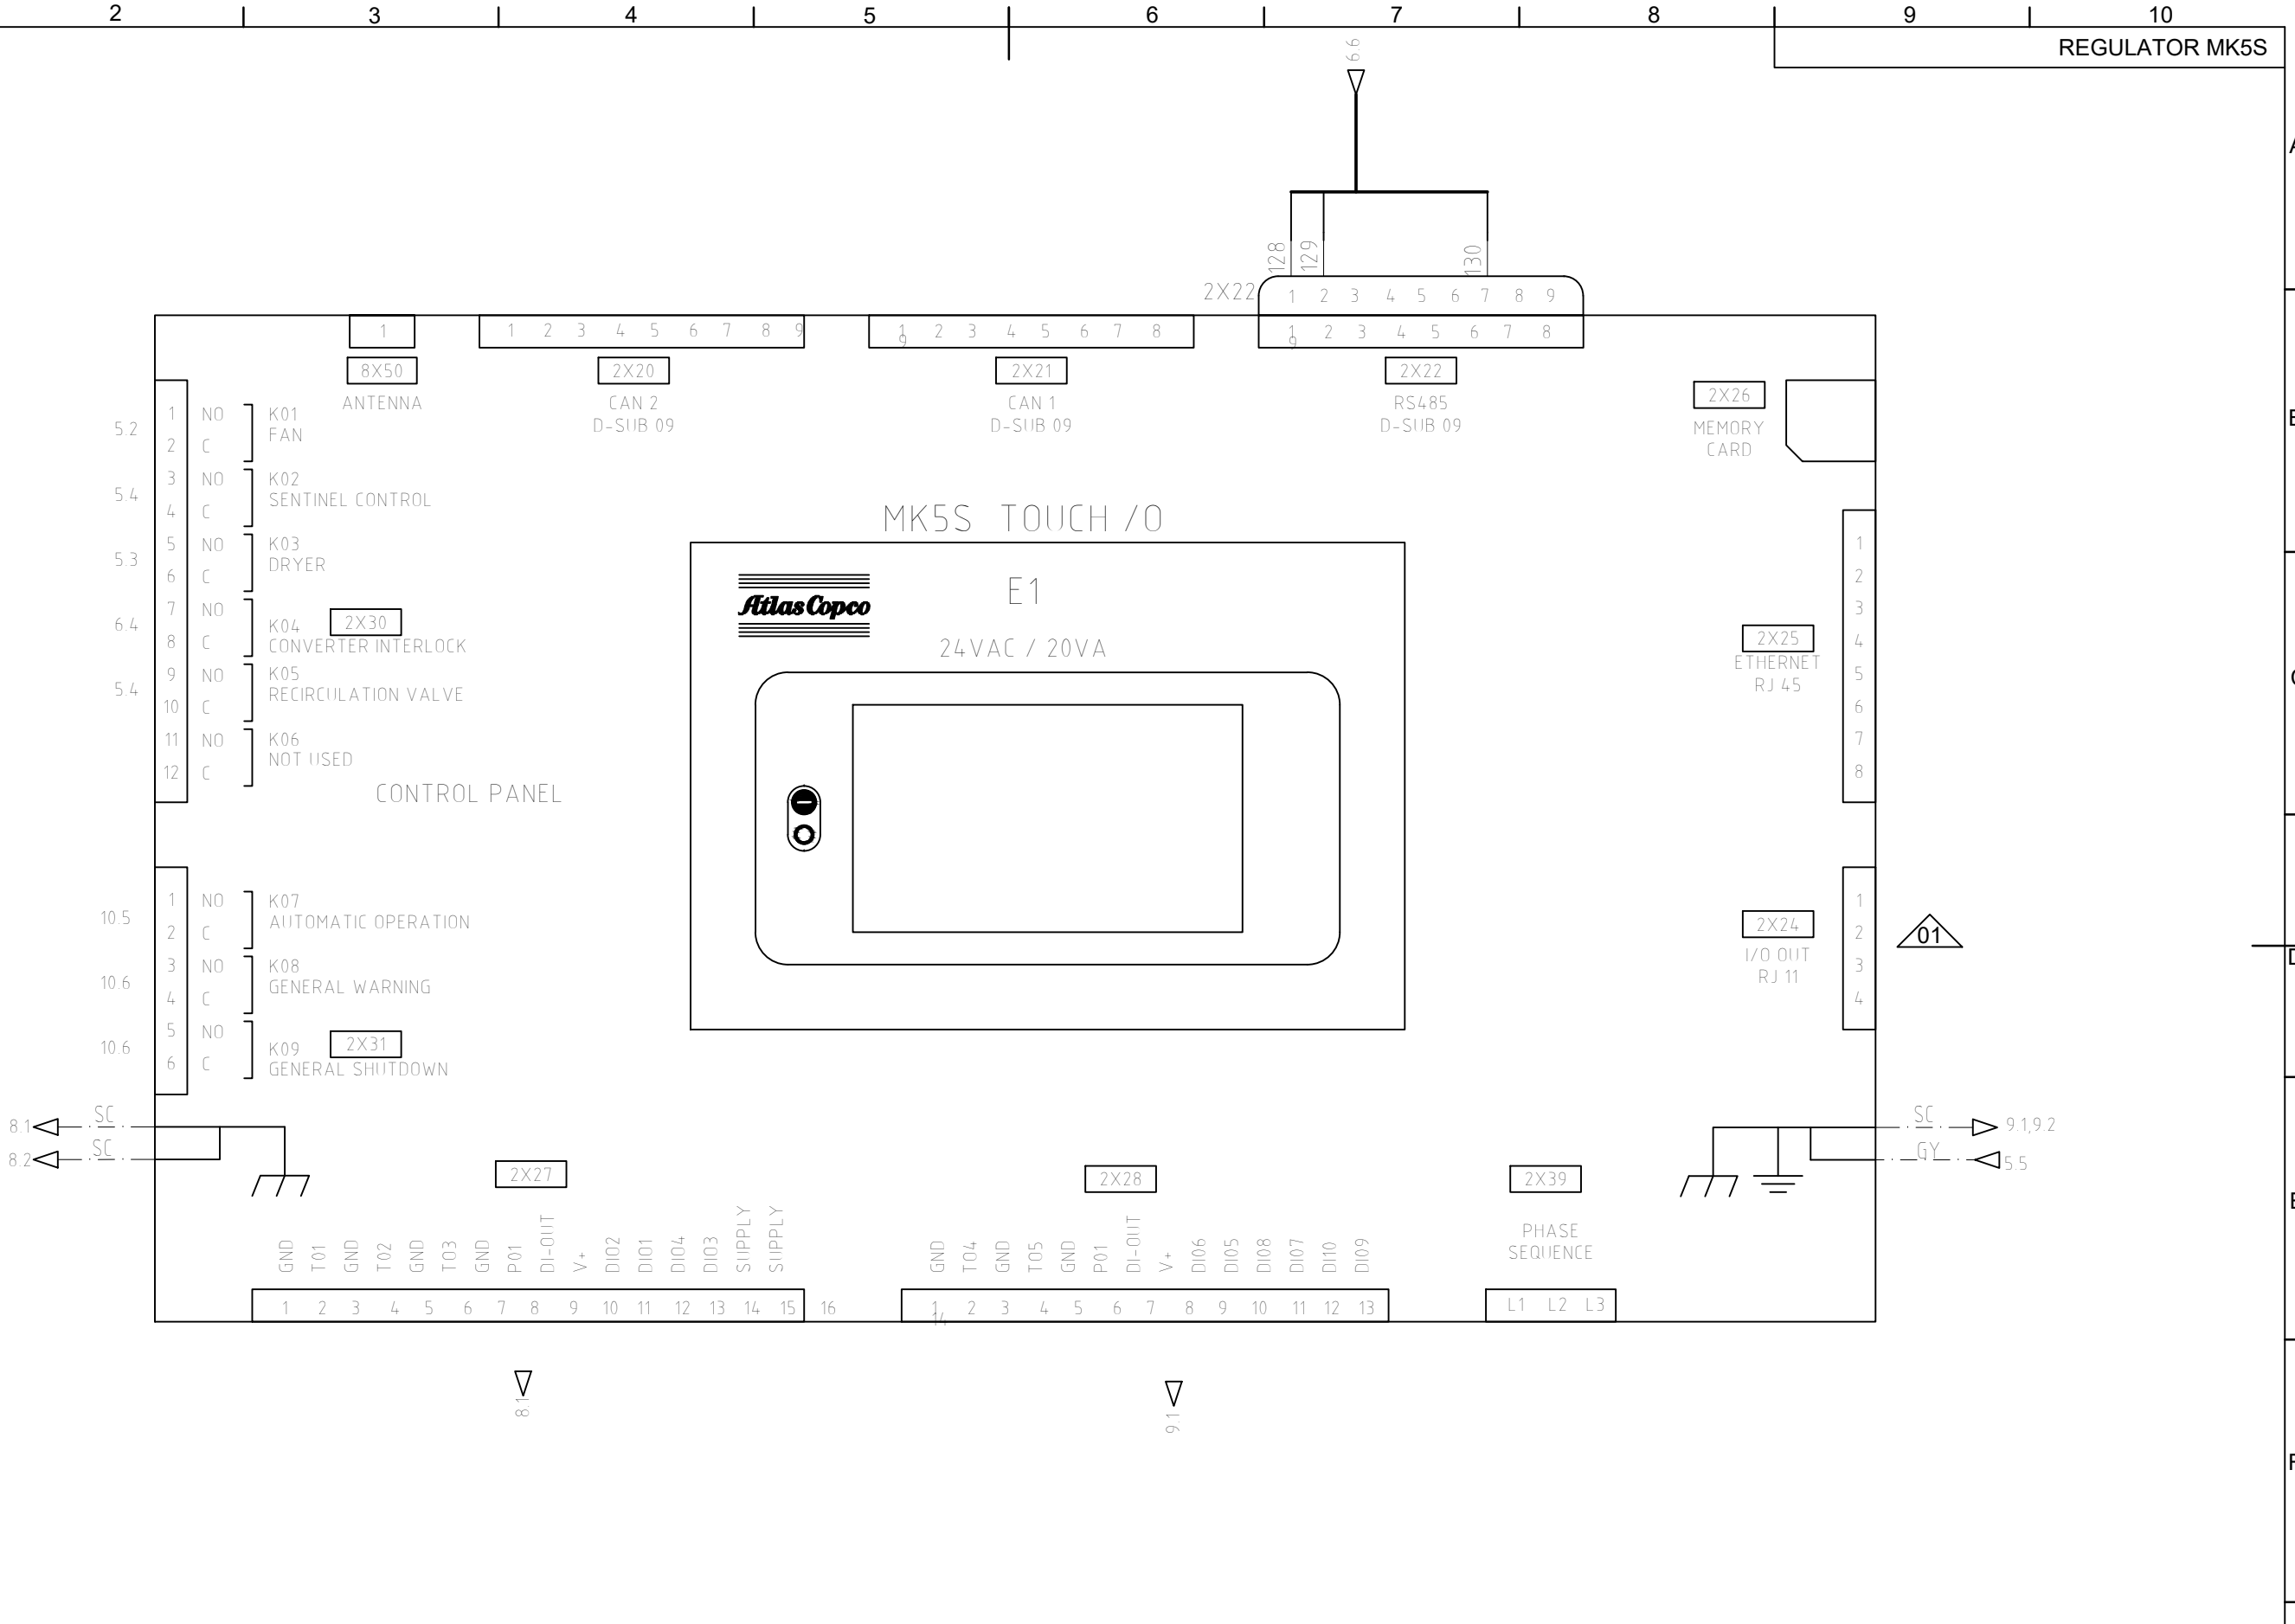 2 3 4 5 6 7 8 9 10
REGULATOR MK5S
6.6
A
128 129 130
2X22 1 2 3 4 5 6 7 8 9
1
1 2 3 4 5 6 7 8 9
1 2 3 4 5 6 7 8
9
1 2 3 4 5 6 7 8
9
8X50
ANTENNA
2X20
CAN 2
D-SUB 09
2X21
CAN 1
D-SUB 09
2X22
RS485
D-SUB 09
2X26
MEMORY
CARD
B
5.2
1 NO K01
FAN
2 C
5.4
3 NO K02
SENTINEL CONTROL
4 C
5.3
5 NO K03
DRYER
6 C
6.4
7 NO
K04 2X30
8 C
CONVERTER INTERLOCK
5.4
9 NO K05
RECIRCULATION VALVE
10 C
11 NO K06
NOT USED
12 C
CONTROL PANEL
MK5S TOUCH /O
Atlas Copco
E1
24VAC / 20VA
1
2
3
4
5
6
7
8
2X25
ETHERNET
RJ 45
C
10.5
1 NO K07
AUTOMATIC OPERATION
2 C
10.6
3 NO K08
GENERAL WARNING
4 C
10.6
5 NO
K09 2X31
6 C
GENERAL SHUTDOWN
1
2
3
4
2X24
I/O OUT
RJ 11
01
D
8.1 SC
8.2 SC
SC 9.1,9.2
GY 5.5
2X27
2X28
2X39
E
GND T01 GND T02 GND T03 GND P01 DI-OUT V+ DI02 DI01 DI04 DI03 SUPPLY SUPPLY
1 2 3 4 5 6 7 8 9 10 11 12 13 14 15 16
GND T04 GND T05 GND P01 DI-OUT V+ DI06 DI05 DI08 DI07 DI10 DI09
1 2 3 4 5 6 7 8 9 10 11 12 13
14
PHASE
SEQUENCE
L1 L2 L3
8.1
9.1
F